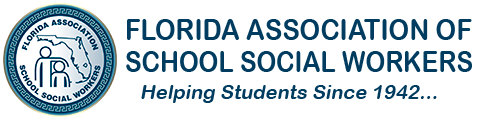 FLORIDA ASSOCIATION
SCHOOL SOCIAL WORKERS
FLORIDA ASSOCIATION OF
SCHOOL SOCIAL WORKERS
Helping Students Since 1942...